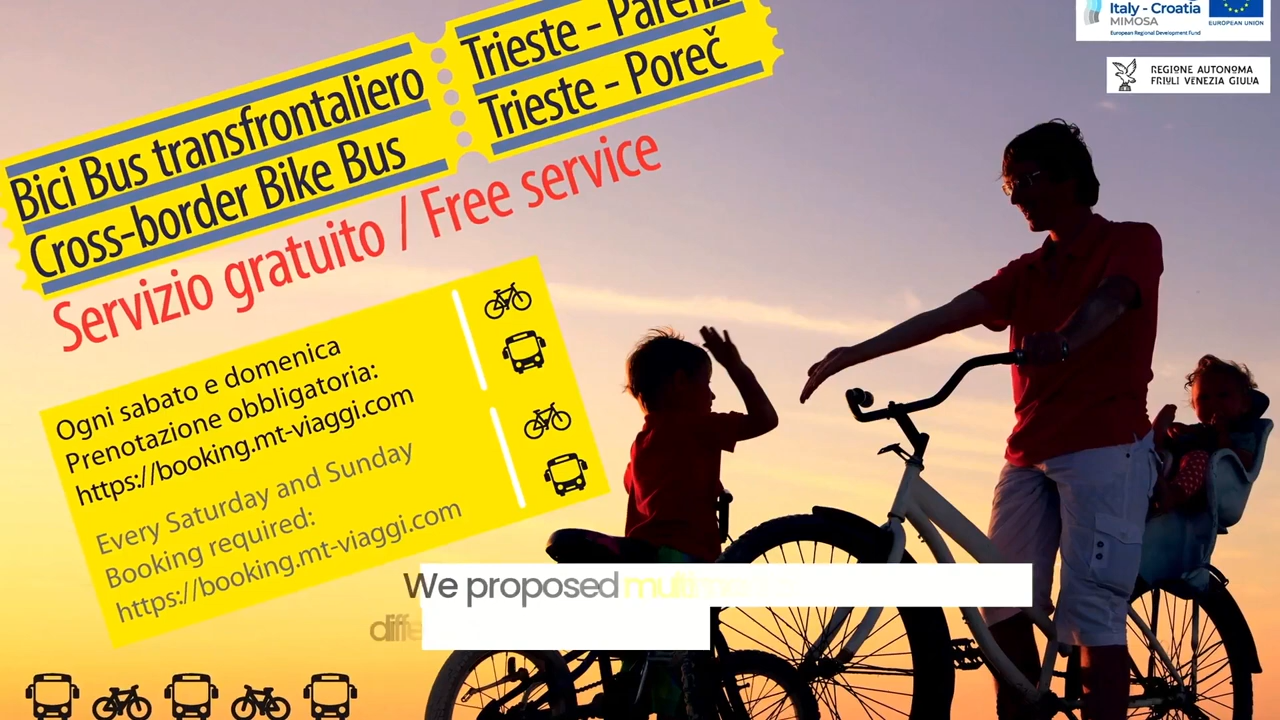 Bici Bus transfrontaliero
Cross-border Bike Bus
Trieste - Parenz
Trieste - Poreč
Servizio gratuito / Free service
Ogni sabato e domenica
Prenotazione obbligatoria:
https://booking.mt-viaggi.com
Every Saturday and Sunday
Booking required:
https://booking.mt-viaggi.com
Italy - Croatia
MIMOSA
European Regional Development Fund
EUROPEAN UNION
REGIONE AUTONOMA
FRIULI VENEZIA GIULIA
We proposed